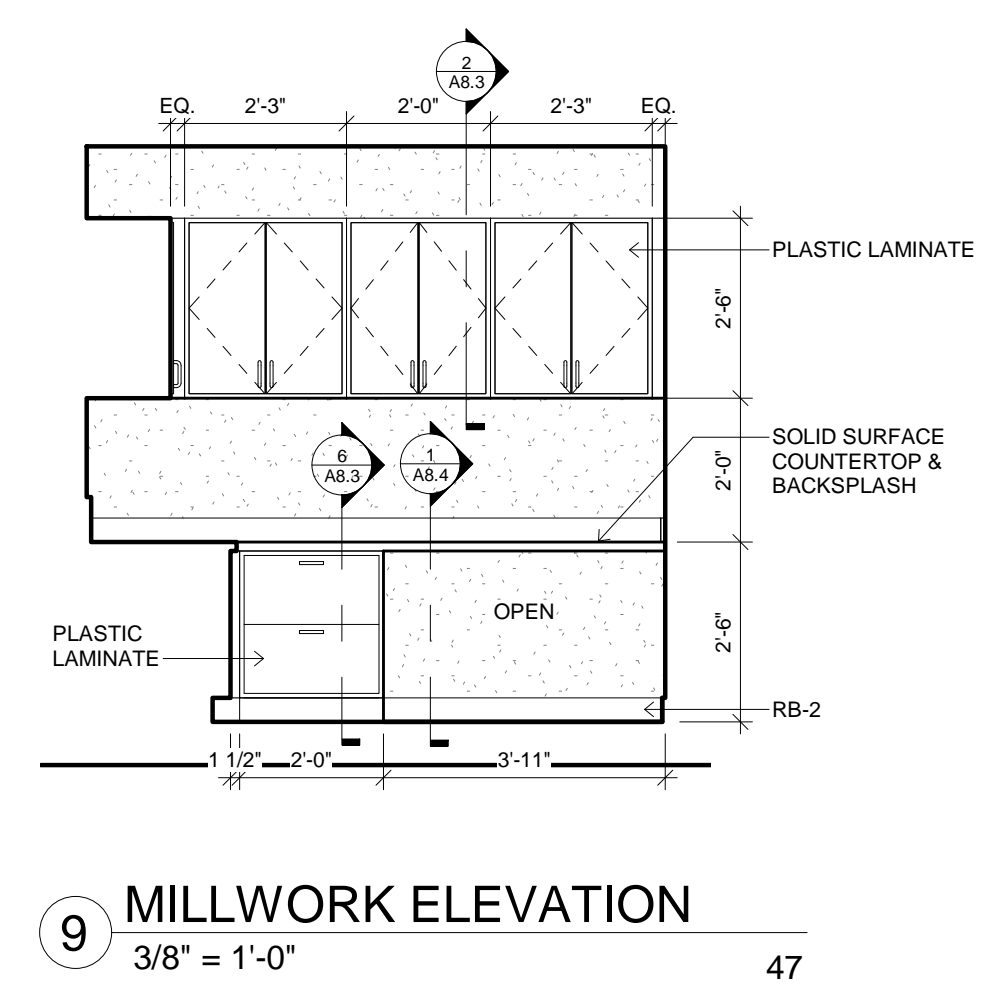 2
A8.3
EQ. 2'-3" 2'-0" 2'-3" EQ.
PLASTIC LAMINATE
2'-6"
SOLID SURFACE
COUNTERTOP &
BACKSPLASH
2'-0"
6
A8.3
1
A8.4
OPEN
PLASTIC
LAMINATE
2'-6"
RB-2
1 1/2" 2'-0" 3'-11"
9
MILLWORK ELEVATION
3/8" = 1'-0"
47